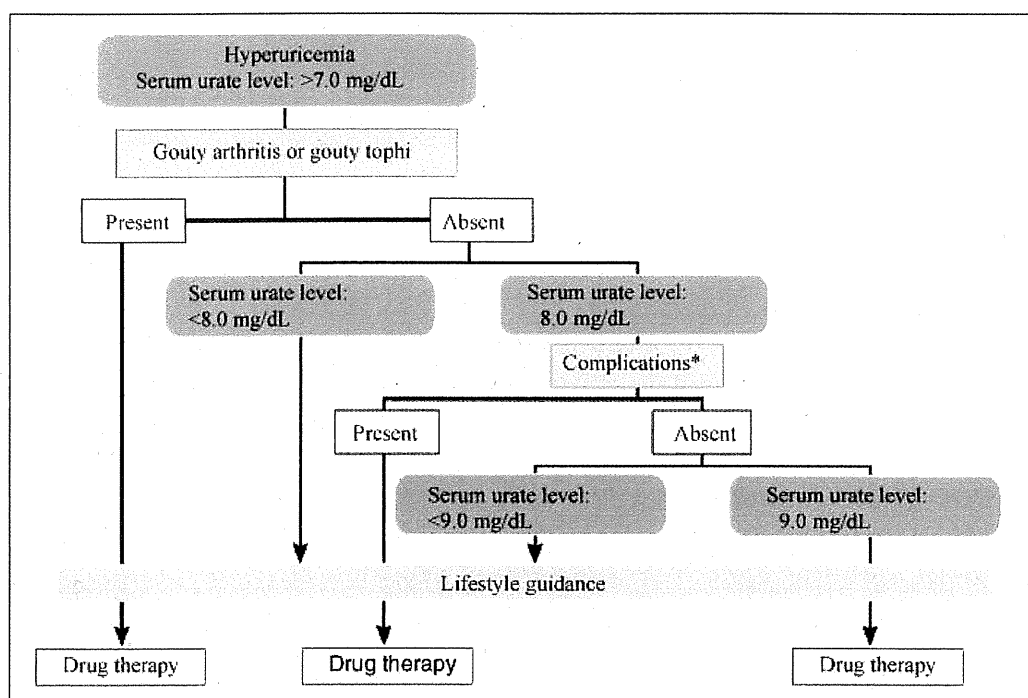 Hyperuricemia
Serum urate level: >7.0 mg/dL
Gouty arthritis or gouty tophi
Present
Absent
Serum urate level:
<8.0 mg/dL
Serum urate level:
8.0 mg/dL
Complications*
Present
Absent
Serum urate level:
<9.0 mg/dL
Serum urate level:
9.0 mg/dL
Lifestyle guidance
Drug therapy
Drug therapy
Drug therapy